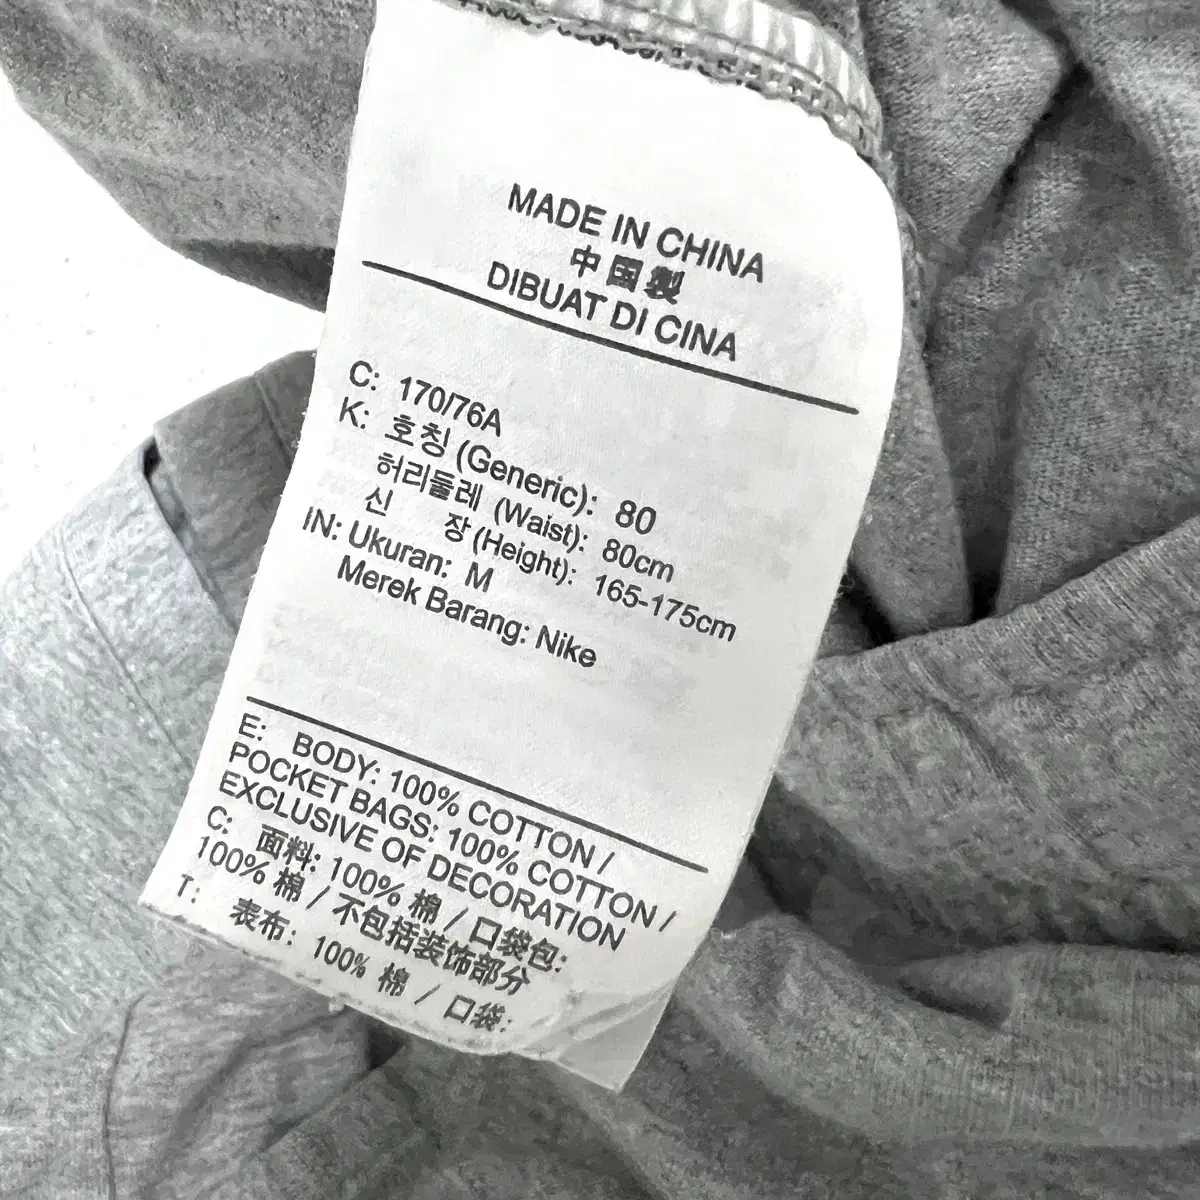 MADE IN CHINA
中国製
DIBUAT DI CINA
C: 170/76A
K: 호칭 (Generic): 80
허리둘레 (Waist): 80cm
신 장 (Height): 165-175cm
IN: Ukuran: M
Merek Barang: Nike
E: BODY: 100% COTTON /
POCKET BAGS: 100% COTTON /
EXCLUSIVE OF DECORATION
C: 面料: 100% 棉 / 口袋包:
100% 棉 / 不包括装饰部分
T: 表布: 100% 棉 / 口袋: